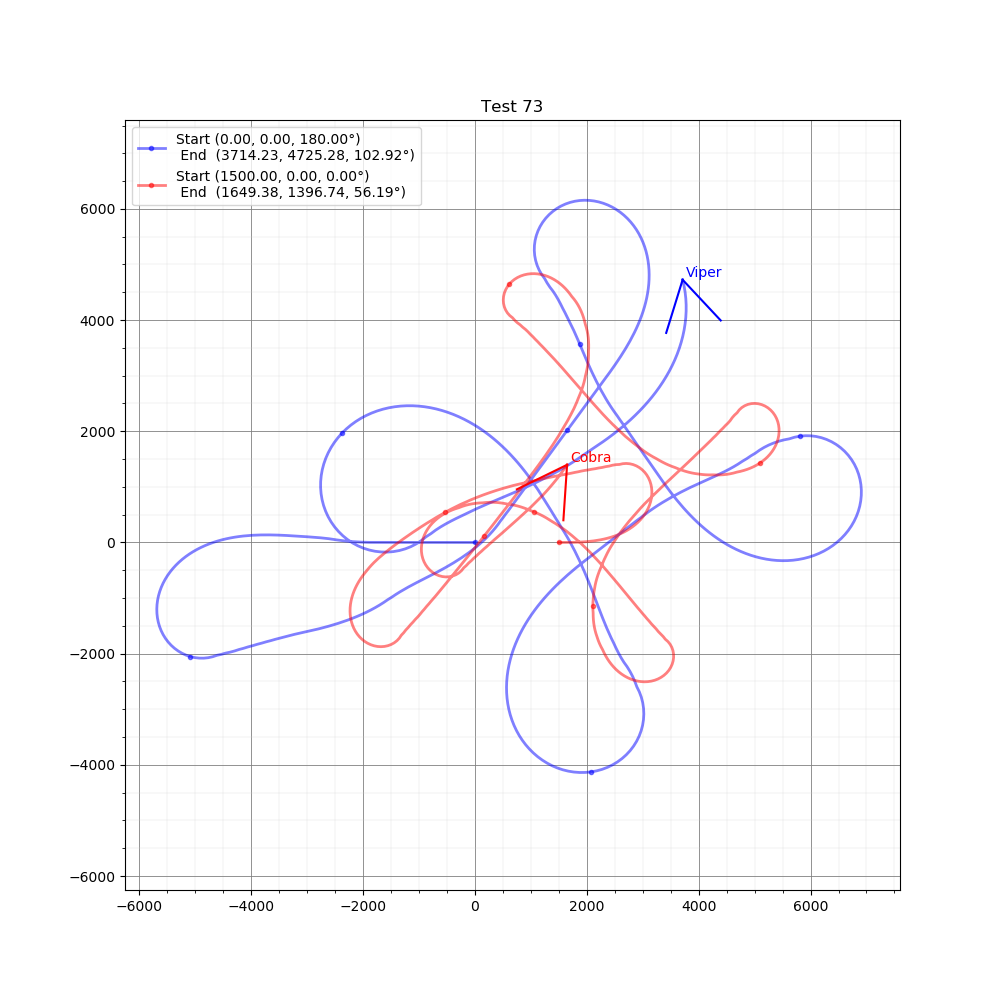 Test 73
Start (0.00, 0.00, 180.00°)
End  (3714.23, 4725.28, 102.92°)
Start (1500.00, 0.00, 0.00°)
End  (1649.38, 1396.74, 56.19°)
6000
Viper
4000
2000
Cobra
0
−2000
−4000
−6000
−6000 −4000 −2000 0 2000 4000 6000